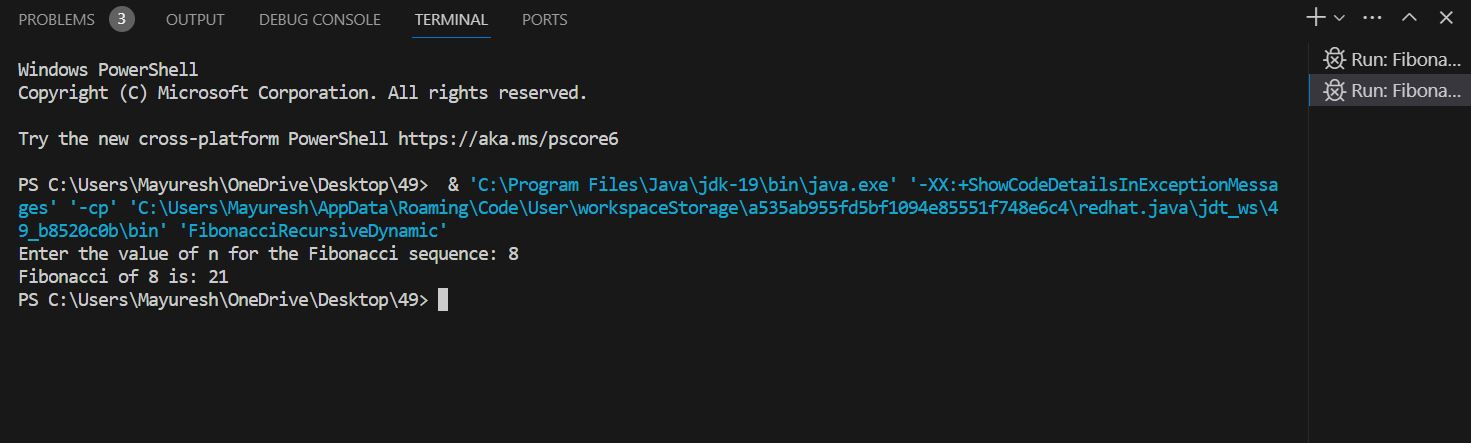 PROBLEMS 3 OUTPUT DEBUG CONSOLE TERMINAL PORTS
Run: Fibona...
Run: Fibona...
Windows PowerShell
Copyright (C) Microsoft Corporation. All rights reserved.
Try the new cross-platform PowerShell https://aka.ms/pscore6
PS C:\Users\Mayuresh\OneDrive\Desktop\49>  & 'C:\Program Files\Java\jdk-19\bin\java.exe' '-XX:+ShowCodeDetailsInExceptionMessa
ges' '-cp' 'C:\Users\Mayuresh\AppData\Roaming\Code\User\workspaceStorage\a535ab955fd5bf1094e85551f748e6c4\redhat.java\jdt_ws\4
9_b8520c0b\bin' 'FibonacciRecursiveDynamic'
Enter the value of n for the Fibonacci sequence: 8
Fibonacci of 8 is: 21
PS C:\Users\Mayuresh\OneDrive\Desktop\49>